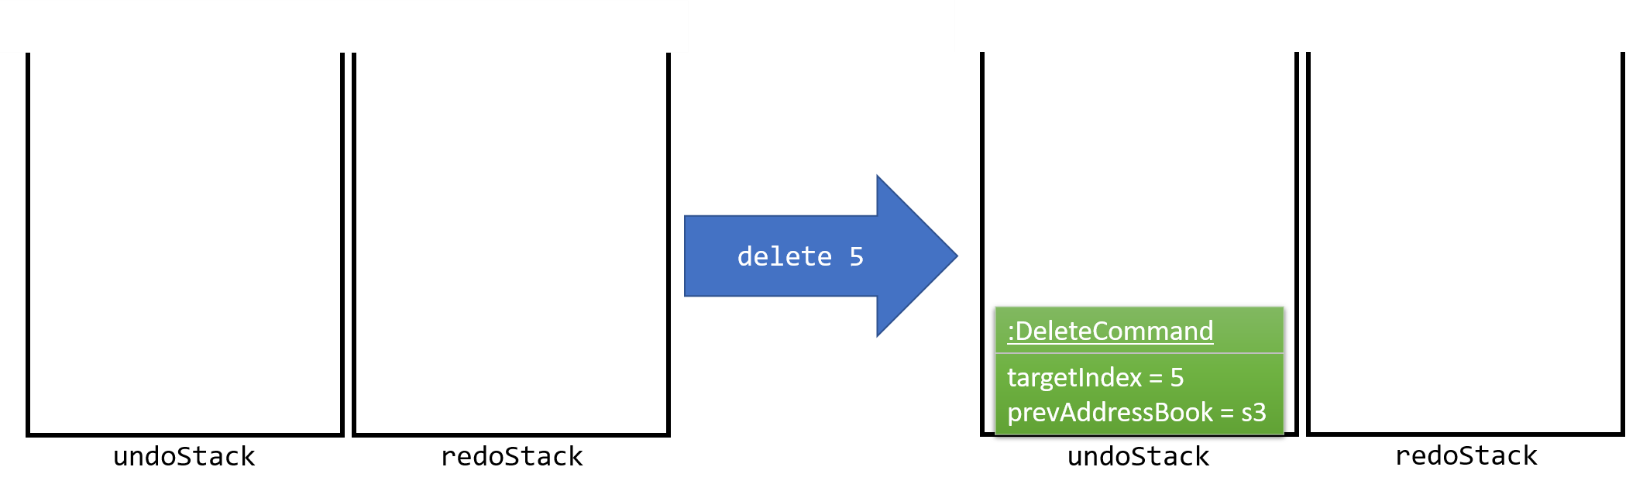 delete 5
:DeleteCommand
targetIndex = 5
prevAddressBook = s3
undoStack
redoStack
undoStack
redoStack